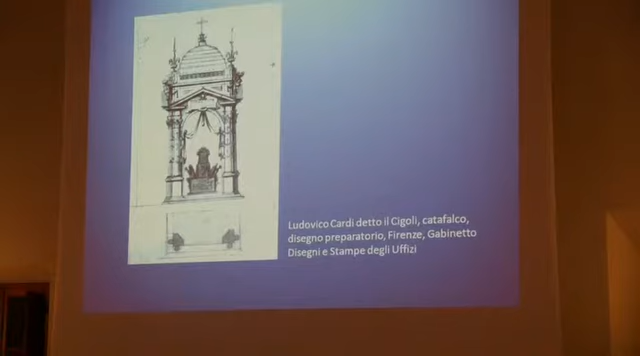 Ludovico Cardi detto il Cigoli, catafalco,
disegno preparatorio, Firenze, Gabinetto
Disegni e Stampe degli Uffizi